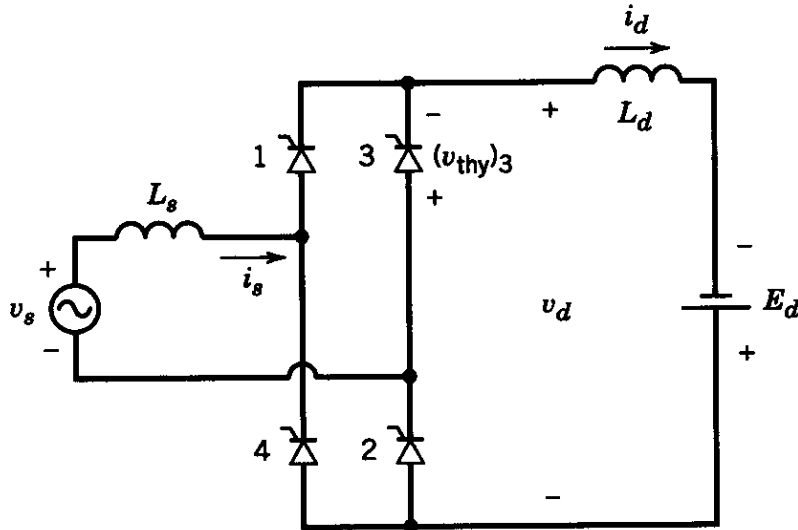 i_d
+
L_d
−
1
3
(v_thy)_3
+
L_s
i_s
+
v_s
−
−
E_d
+
v_d
4
2
−